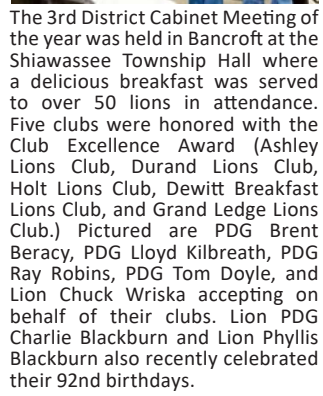 The 3rd District Cabinet Meeting of
the year was held in Bancroft at the
Shiawassee Township Hall where
a delicious breakfast was served
to over 50 lions in attendance.
Five clubs were honored with the
Club Excellence Award (Ashley
Lions Club, Durand Lions Club,
Holt Lions Club, Dewitt Breakfast
Lions Club, and Grand Ledge Lions
Club.) Pictured are PDG Brent
Beracy, PDG Lloyd Kilbreath, PDG
Ray Robins, PDG Tom Doyle, and
Lion Chuck Wriska accepting on
behalf of their clubs. Lion PDG
Charlie Blackburn and Lion Phyllis
Blackburn also recently celebrated
their 92nd birthdays.